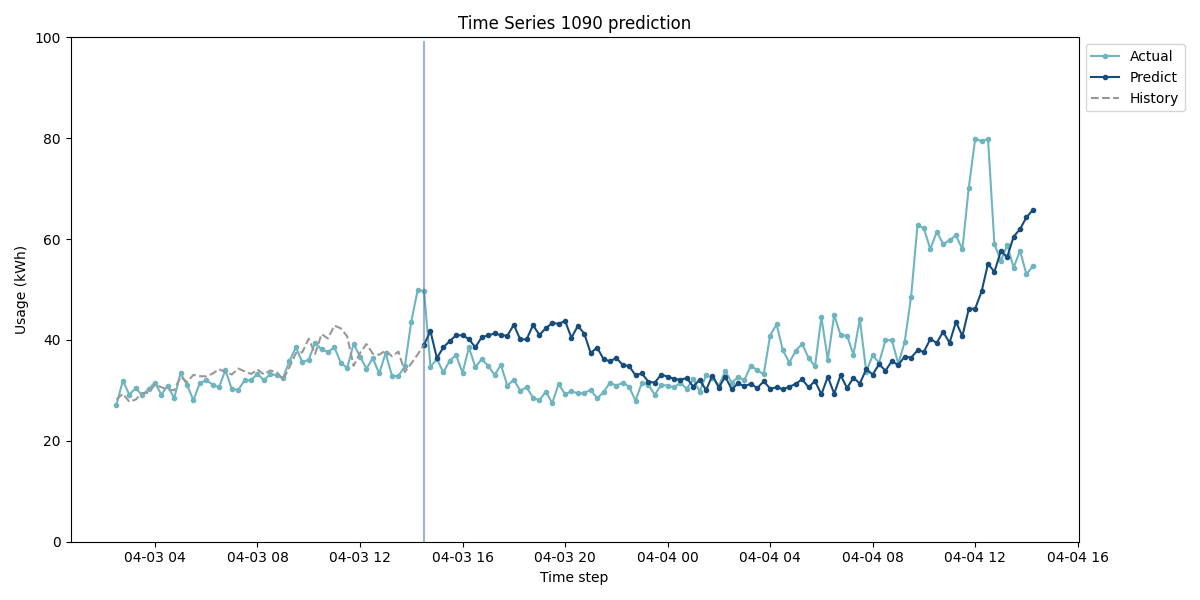 Time Series 1090 prediction
100
80
60
40
20
0
Usage (kWh)
04-03 04
04-03 08
04-03 12
04-03 16
04-03 20
04-04 00
04-04 04
04-04 08
04-04 12
04-04 16
Time step
Actual
Predict
History